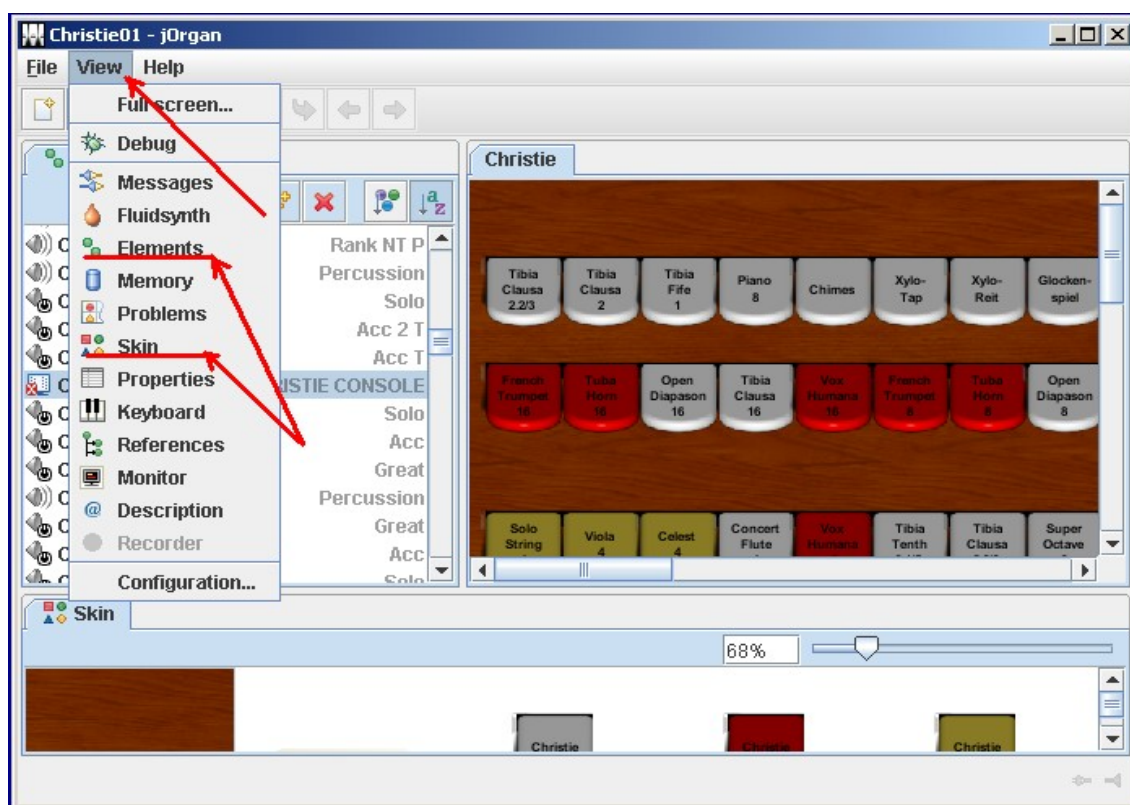 Christie01 - jOrgan
File View Help
Full screen...
Debug
Messages
Fluidsynth
Elements
Memory
Problems
Skin
Properties
Keyboard
References
Monitor
Description
Recorder
Configuration...
Rank NT P
Percussion
Solo
Acc 2 T
Acc T
CONSOLE
Solo
Acc
Great
Percussion
Great
Acc
Solo
Christie
Tibia Clausa 2.2/3
Tibia Clausa 2
Tibia Fife 1
Piano 8
Chimes
Xylo-Tap
Xylo-Reit
Glocken-spiel
French Trumpet 16
Tuba Horn 16
Open Diapason 16
Tibia Clausa 16
Vox Humana 16
French Trumpet 8
Tuba Horn 8
Open Diapason 8
Solo String
Viola 4
Celest 4
Concert Flute
Vox Humana
Tibia Tenth
Tibia Clausa
Super Octave
Skin
68%
Christie
Christie
Christie